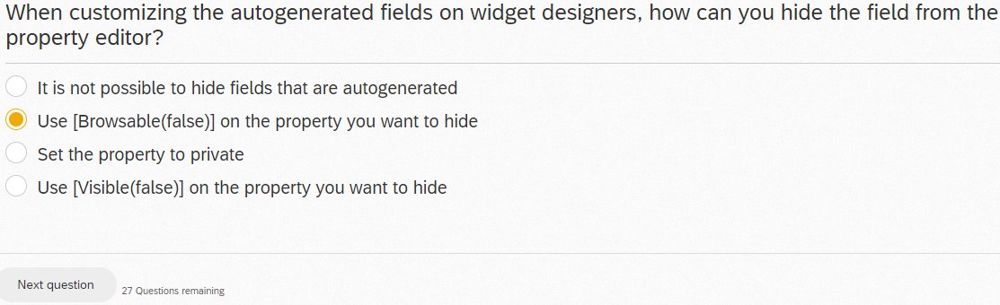 When customizing the autogenerated fields on widget designers, how can you hide the field from the
property editor?
It is not possible to hide fields that are autogenerated
Use [Browsable(false)] on the property you want to hide
Set the property to private
Use [Visible(false)] on the property you want to hide
Next question
27 Questions remaining